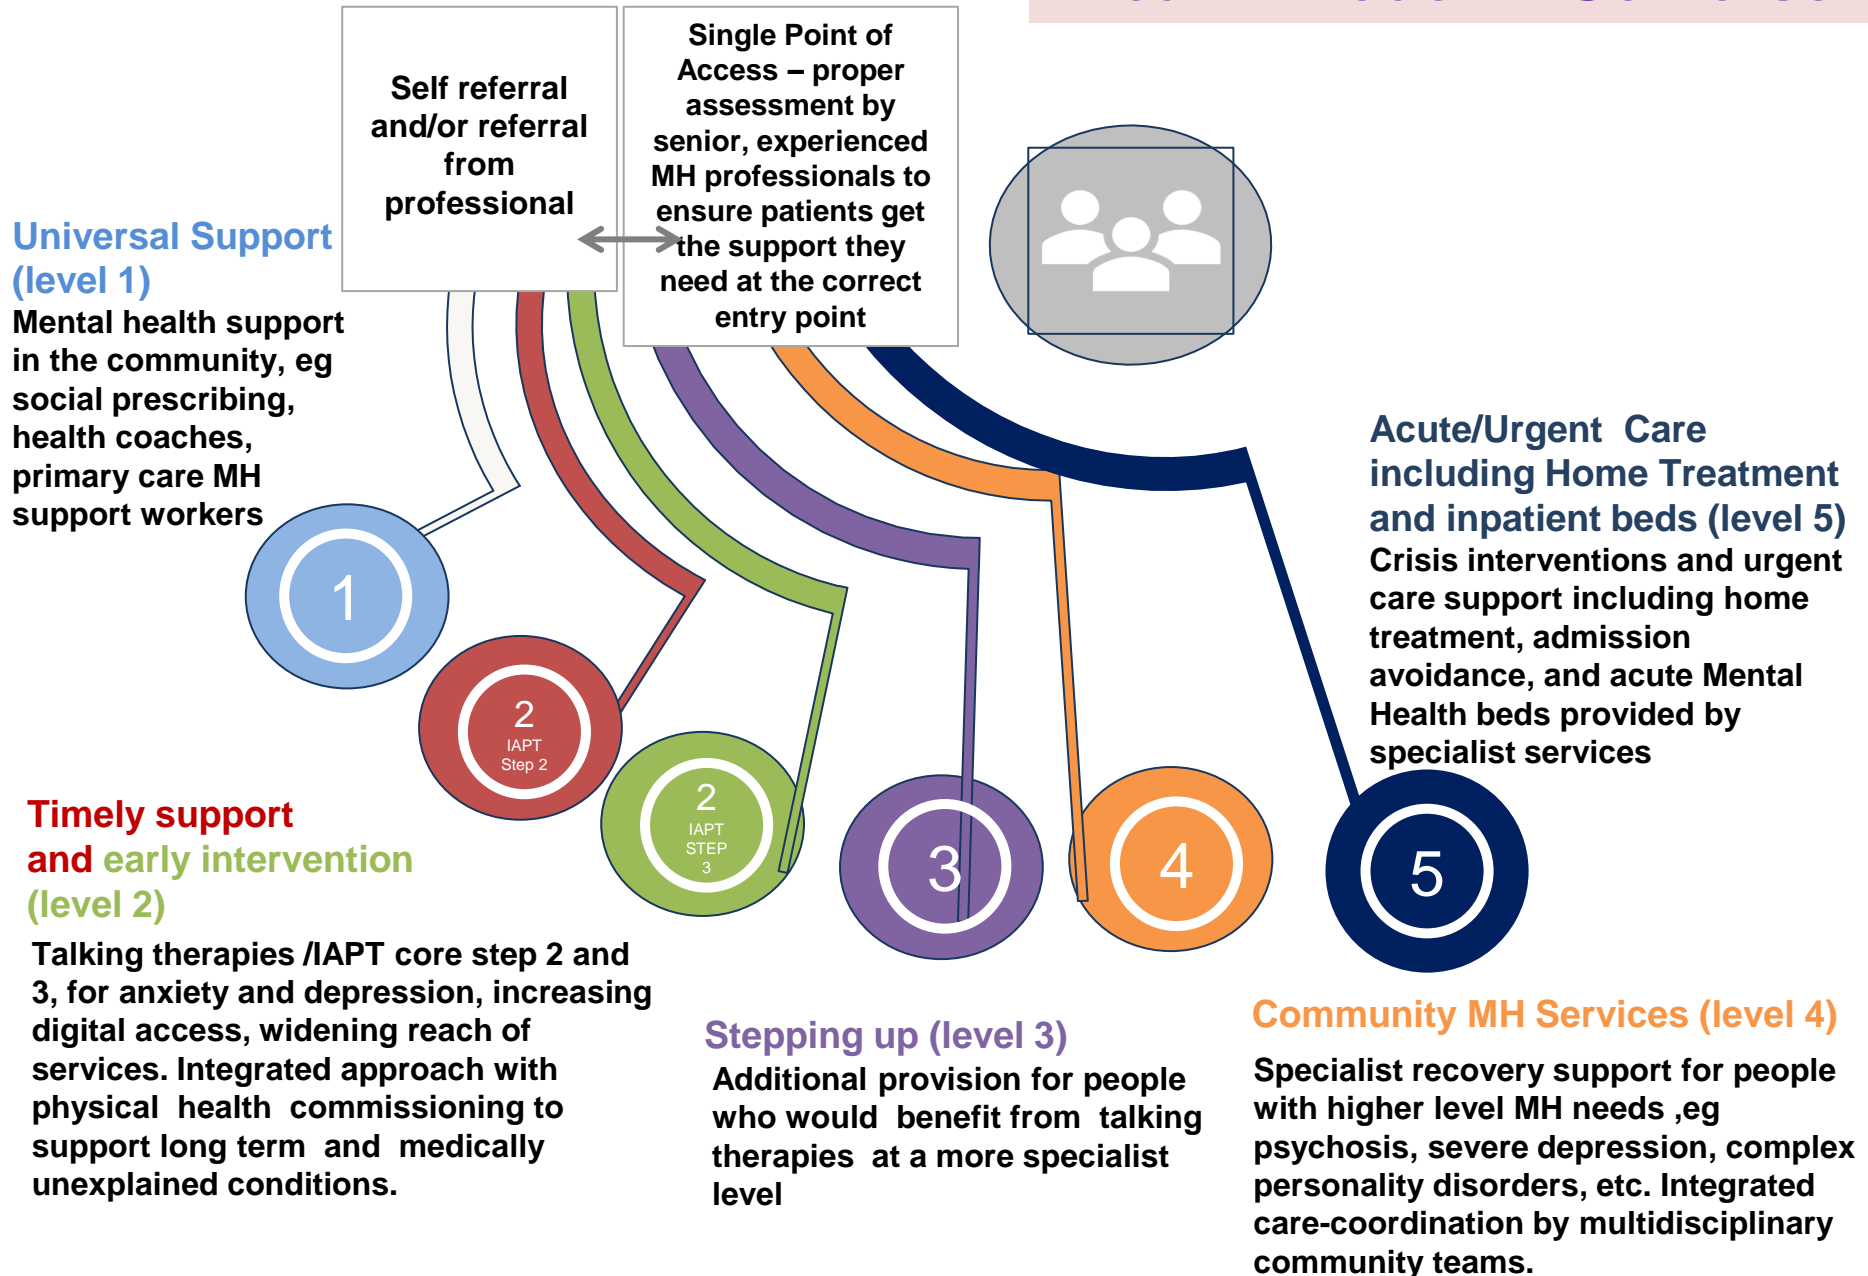 Self referral
and/or referral
from
professional
Single Point of
Access – proper
assessment by
senior, experienced
MH professionals to
ensure patients get
the support they
need at the correct
entry point
Universal Support
(level 1)
Mental health support
in the community, eg
social prescribing,
health coaches,
primary care MH
support workers
1
2
IAPT
Step 2
2
IAPT
STEP
3
3
4
5
Acute/Urgent  Care
including Home Treatment
and inpatient beds (level 5)
Crisis interventions and urgent
care support including home
treatment, admission
avoidance, and acute Mental
Health beds provided by
specialist services
Timely support
and early intervention
(level 2)
Talking therapies /IAPT core step 2 and
3, for anxiety and depression, increasing
digital access, widening reach of
services. Integrated approach with
physical  health  commissioning to
support long term  and  medically
unexplained conditions.
Stepping up (level 3)
Additional provision for people
who would  benefit from  talking
therapies  at a more specialist
level
Community MH Services (level 4)
Specialist recovery support for people
with higher level MH needs ,eg
psychosis, severe depression, complex
personality disorders, etc. Integrated
care-coordination by multidisciplinary
community teams.